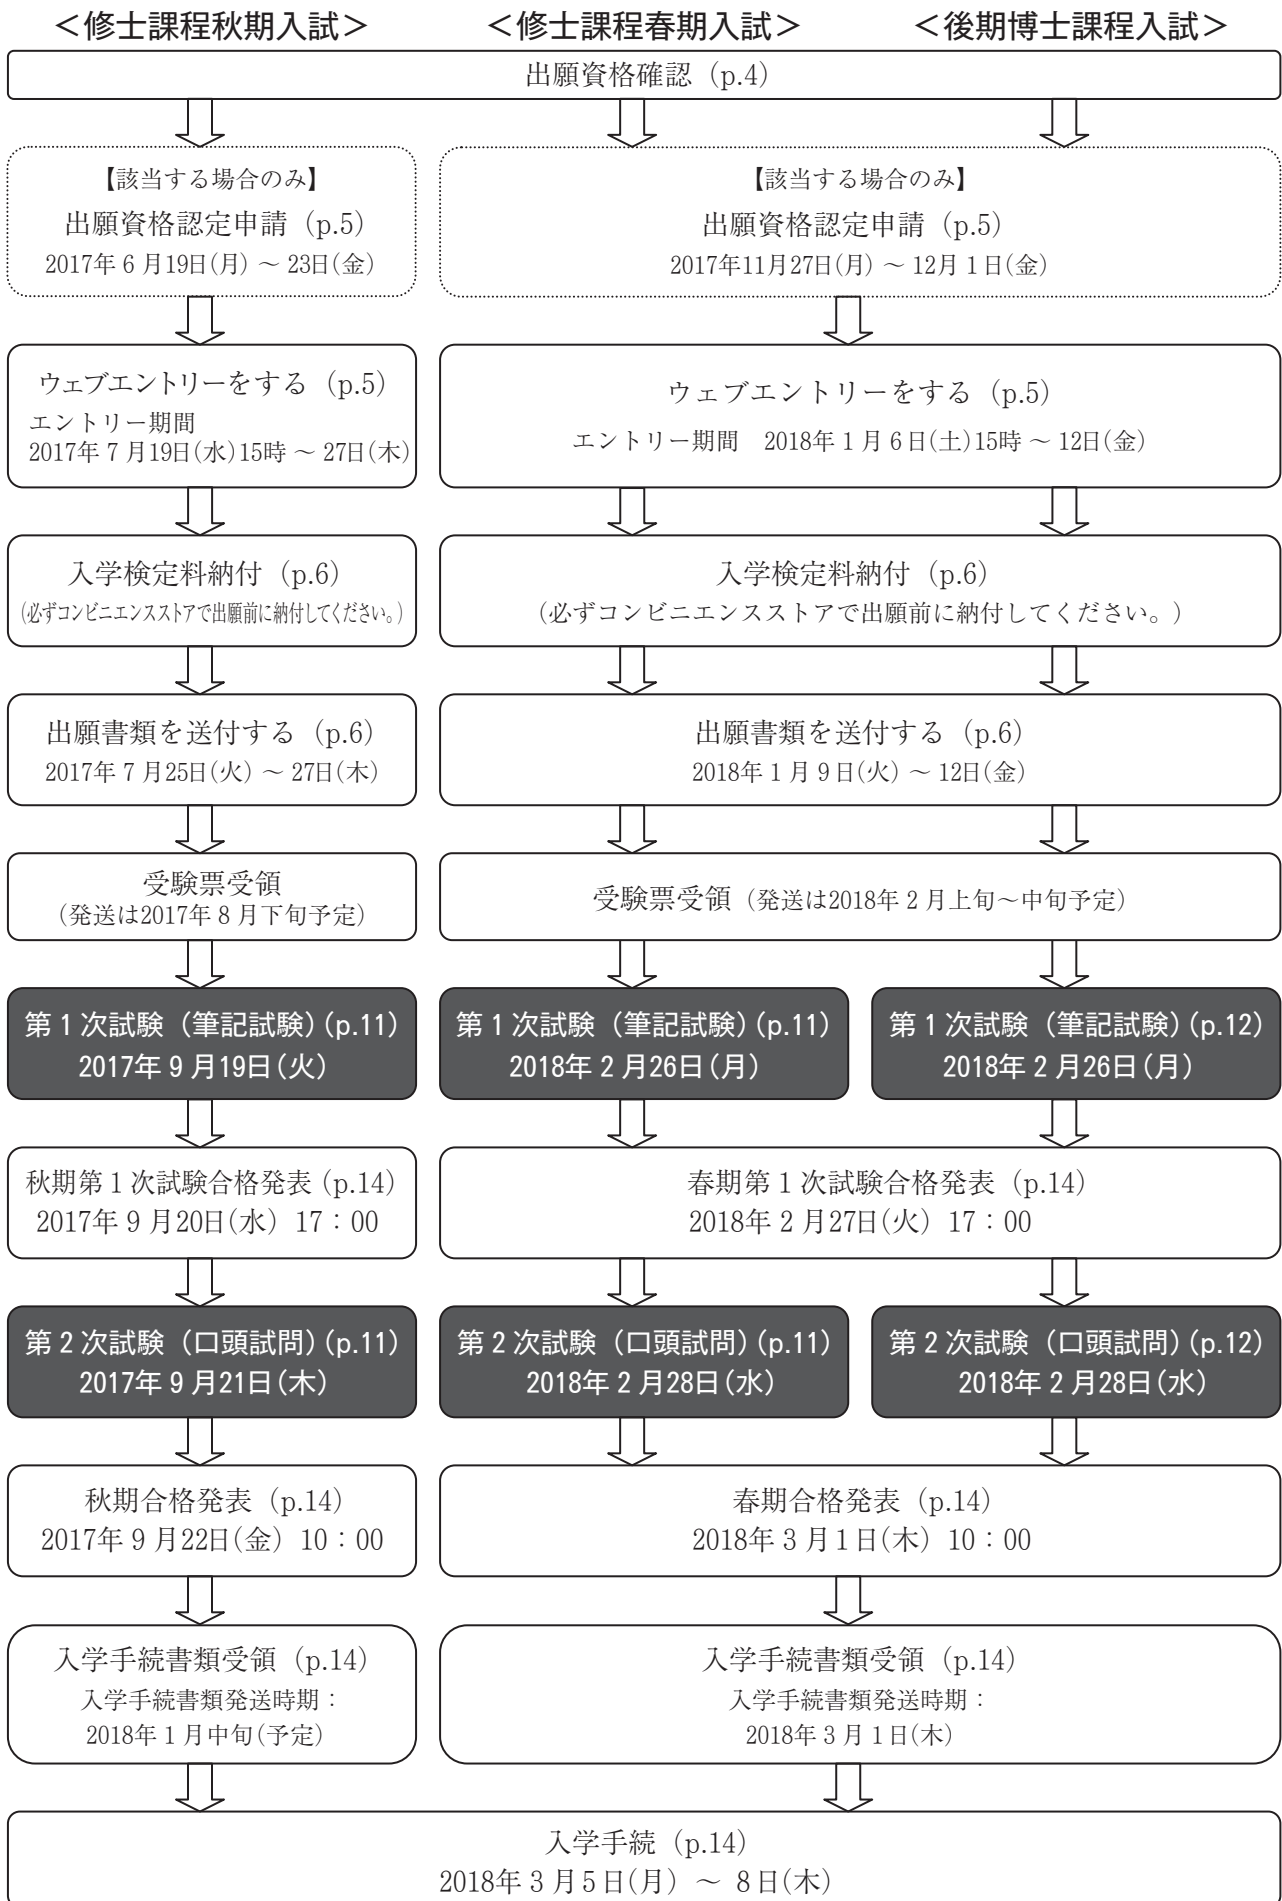 ＜修士課程秋期入試＞ ＜修士課程春期入試＞ ＜後期博士課程入試＞
出願資格確認（p.4）
【該当する場合のみ】
出願資格認定申請（p.5）
2017年６月19日(月) ～ 23日(金)
【該当する場合のみ】
出願資格認定申請（p.5）
2017年11月27日(月) ～ 12月１日(金)
ウェブエントリーをする（p.5）
エントリー期間
2017年７月19日(水)15時 ～ 27日(木)
ウェブエントリーをする（p.5）
エントリー期間　2018年１月６日(土)15時 ～ 12日(金)
入学検定料納付（p.6）
(必ずコンビニエンスストアで出願前に納付してください。)
入学検定料納付（p.6）
（必ずコンビニエンスストアで出願前に納付してください。）
出願書類を送付する（p.6）
2017年７月25日(火) ～ 27日(木)
出願書類を送付する（p.6）
2018年１月９日(火) ～ 12日(金)
受験票受領
（発送は2017年８月下旬予定）
受験票受領（発送は2018年２月上旬～中旬予定）
第１次試験（筆記試験）(p.11)
2017年９月19日(火)
第１次試験（筆記試験）(p.11)
2018年２月26日(月)
第１次試験（筆記試験）(p.12)
2018年２月26日(月)
秋期第１次試験合格発表（p.14）
2017年９月20日(水) 17：00
春期第１次試験合格発表（p.14）
2018年２月27日(火) 17：00
第２次試験（口頭試問）(p.11)
2017年９月21日(木)
第２次試験（口頭試問）(p.11)
2018年２月28日(水)
第２次試験（口頭試問）(p.12)
2018年２月28日(水)
秋期合格発表（p.14）
2017年９月22日(金) 10：00
春期合格発表（p.14）
2018年３月１日(木) 10：00
入学手続書類受領（p.14）
入学手続書類発送時期：
2018年１月中旬(予定)
入学手続書類受領（p.14）
入学手続書類発送時期：
2018年３月１日(木)
入学手続（p.14）
2018年３月５日(月) ～ ８日(木)